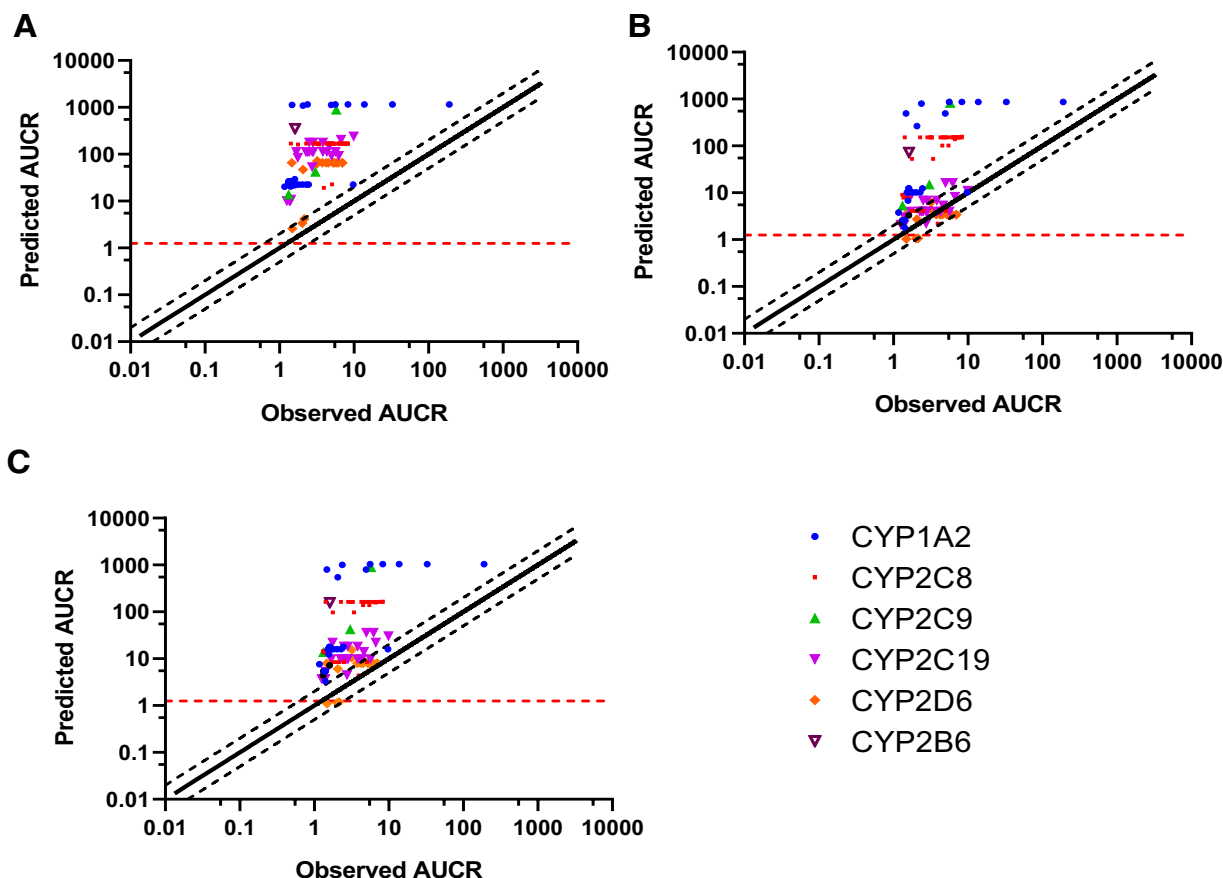 A
Predicted AUCR
10000
1000
100
10
1
0.1
0.01
0.01 0.1 1 10 100 1000 10000
Observed AUCR
B
Predicted AUCR
10000
1000
100
10
1
0.1
0.01
0.01 0.1 1 10 100 1000 10000
Observed AUCR
C
Predicted AUCR
10000
1000
100
10
1
0.1
0.01
0.01 0.1 1 10 100 1000 10000
Observed AUCR
CYP1A2
CYP2C8
CYP2C9
CYP2C19
CYP2D6
CYP2B6